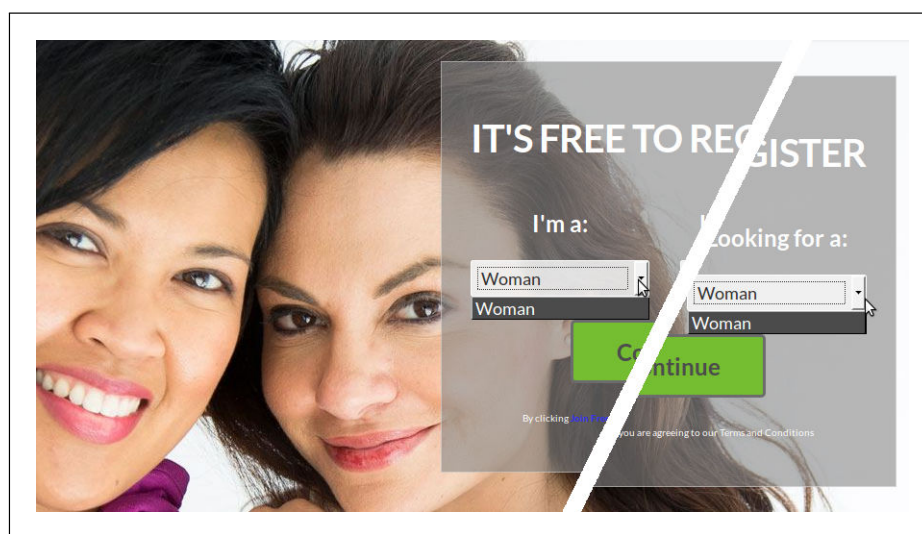 IT'S FREE TO REGISTER
I'm a:
Looking for a:
Woman
Woman
Woman
Woman
Continue
By clicking
you are agreeing to our Terms and Conditions